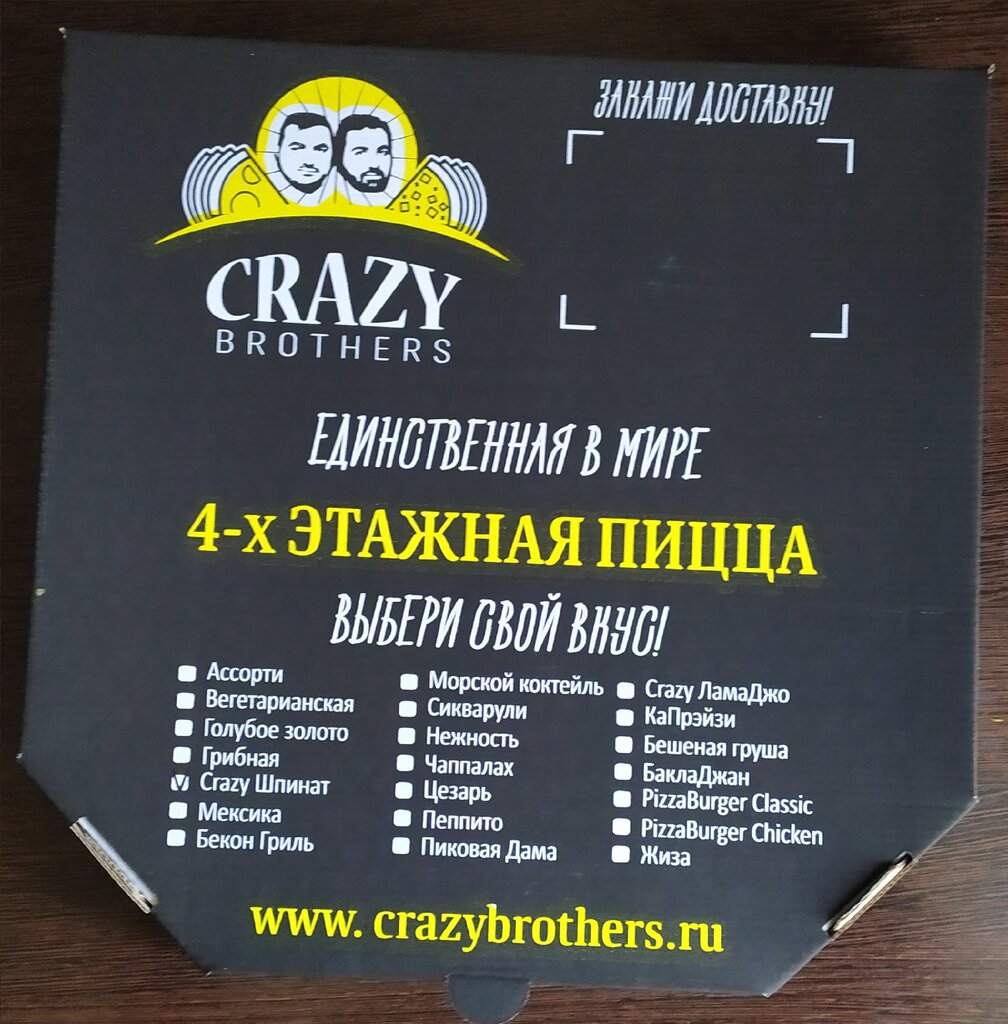 ЗАКАЖИ ДОСТАВКУ!
CRAZY
BROTHERS
ЕДИНСТВЕННАЯ В МИРЕ
4-х ЭТАЖНАЯ ПИЦЦА
ВЫБЕРИ СВОЙ ВКУС!
Ассорти
Вегетарианская
Голубое золото
Грибная
Crazy Шпинат
Мексика
Бекон Гриль
Морской коктейль
Сикварули
Нежность
Чаппалах
Цезарь
Пеппито
Пиковая Дама
Crazy ЛамаДжо
КаПрэйзи
Бешеная груша
БаклаДжан
PizzaBurger Classic
PizzaBurger Chicken
Жиза
www. crazybrothers.ru